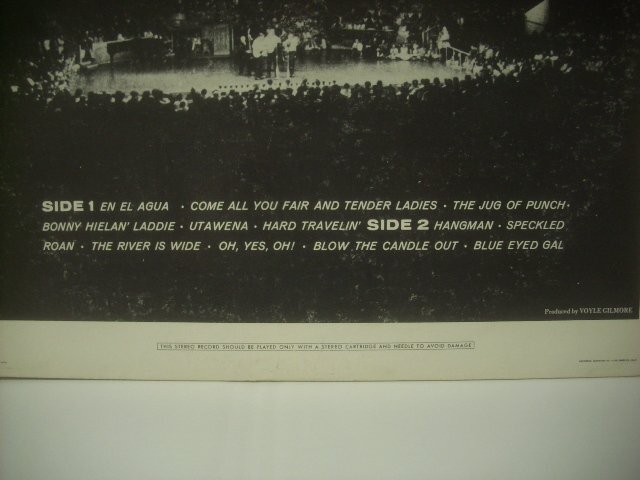 SIDE 1 EN EL AGUA · COME ALL YOU FAIR AND TENDER LADIES · THE JUG OF PUNCH·
BONNY HIELAN' LADDIE · UTAWENA · HARD TRAVELIN' SIDE 2 HANGMAN · SPECKLED
ROAN · THE RIVER IS WIDE · OH, YES, OH! · BLOW THE CANDLE OUT · BLUE EYED GAL
Produced by VOYLE GILMORE
THIS STEREO RECORD SHOULD BE PLAYED ONLY WITH A STEREO CARTRIDGE AND NEEDLE TO AVOID DAMAGE